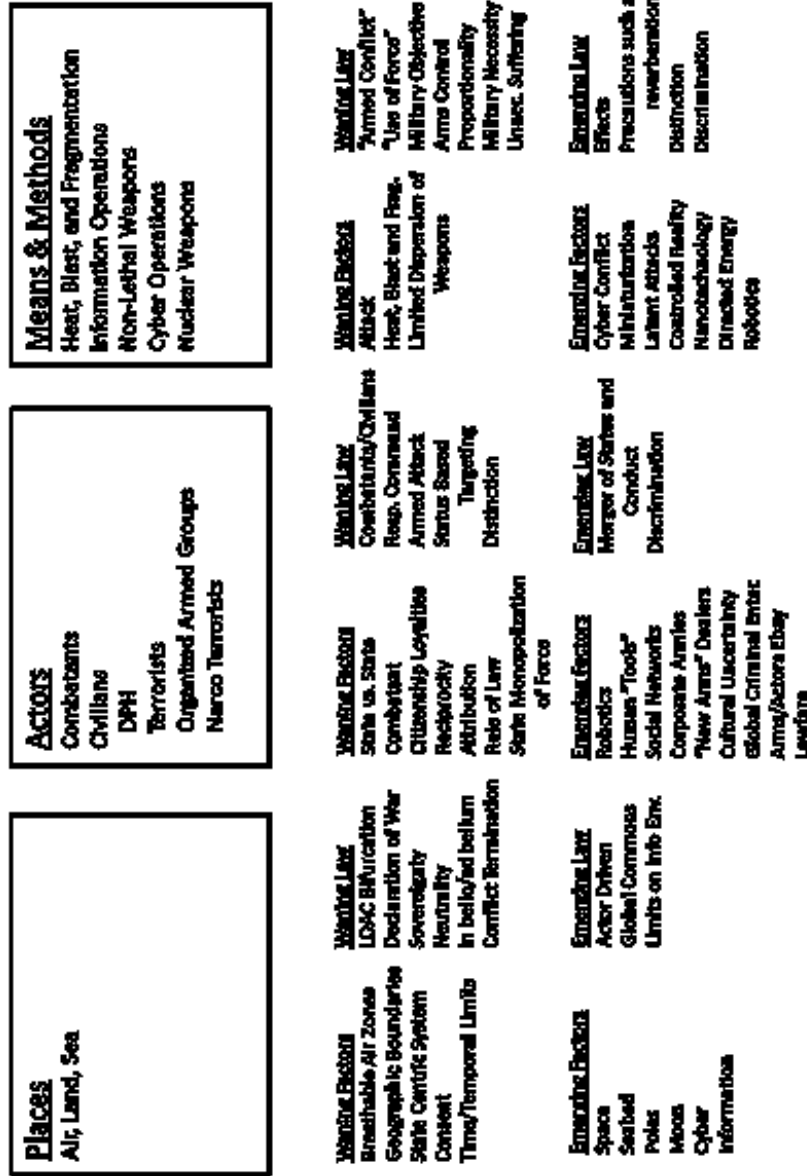 Places
Air, Land, Sea
Actors
Combatants
Civilians
DPH
Terrorists
Organized Armed Groups
Narco Terrorists
Means & Methods
Heat, Blast, and Fragmentation
Information Operations
Non-Lethal Weapons
Cyber Operations
Nuclear Weapons
Waning Factors
Breathable Air Zones
Geographic Boundaries
State Centric System
Consent
Time/Temporal Limits
Waning Law
LOAC Bifurcation
Declaration of War
Sovereignty
Neutrality
In bello/ad bellum
Conflict Termination
Waning Factors
State vs. State
Combatant
Citizenship Loyalties
Reciprocity
Attribution
Role of Law
State Monopolization
of Force
Waning Law
Combatants/Civilians
Resp. Command
Armed Attack
Status Based
Targeting
Distinction
Waning Factors
Attack
Heat, Blast and Frag.
Limited Dispersion of
Weapons
Waning Law
"Armed Conflict"
"Use of Force"
Military Objective
Arms Control
Proportionality
Military Necessity
Unnec. Suffering
Emerging Factors
Space
Seabed
Poles
Moon
Cyber
Information
Emerging Law
Actor Driven
Global Commons
Limits on Info Env.
Emerging Factors
Robotics
Human "Tools"
Social Networks
Corporate Armies
"New Arms" Dealers
Cultural Uncertainty
Global Criminal Enter.
Arms/Actors Ebay
Lawfare
Emerging Law
Merger of Status and
Conduct
Discrimination
Emerging Factors
Cyber Conflict
Miniaturization
Latent Attacks
Controlled Reality
Nanotechnology
Directed Energy
Robotics
Emerging Law
Effects
Precautions such a
reverberation
Distinction
Discrimination